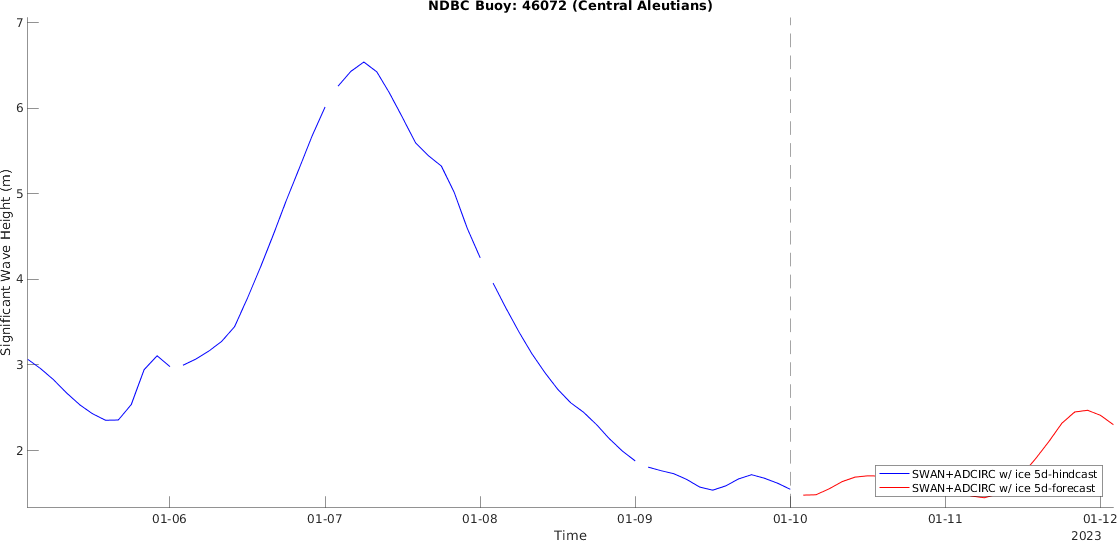 NDBC Buoy: 46072 (Central Aleutians)
7
6
5
4
3
2
Significant Wave Height (m)
SWAN+ADCIRC w/ ice 5d-hindcast
SWAN+ADCIRC w/ ice 5d-forecast
01-06 01-07 01-08 01-09 01-10 01-11 01-12
Time
2023